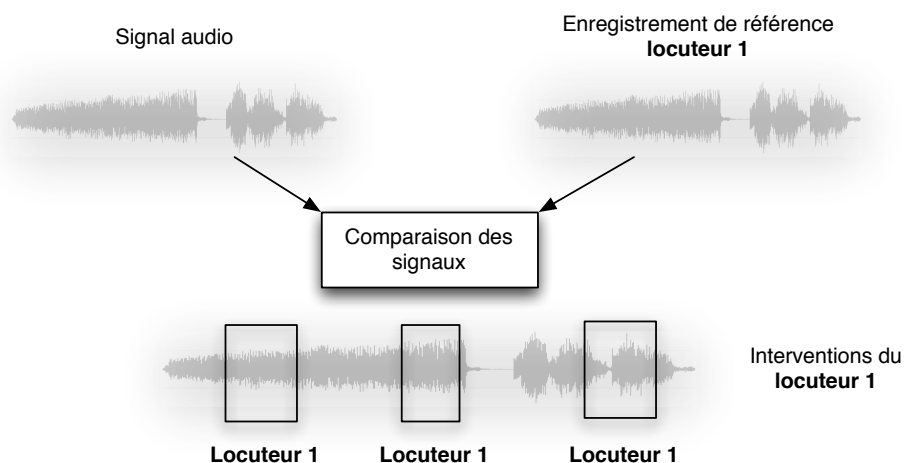 Signal audio
Enregistrement de référence
locuteur 1
Comparaison des
signaux
Interventions du
locuteur 1
Locuteur 1
Locuteur 1
Locuteur 1